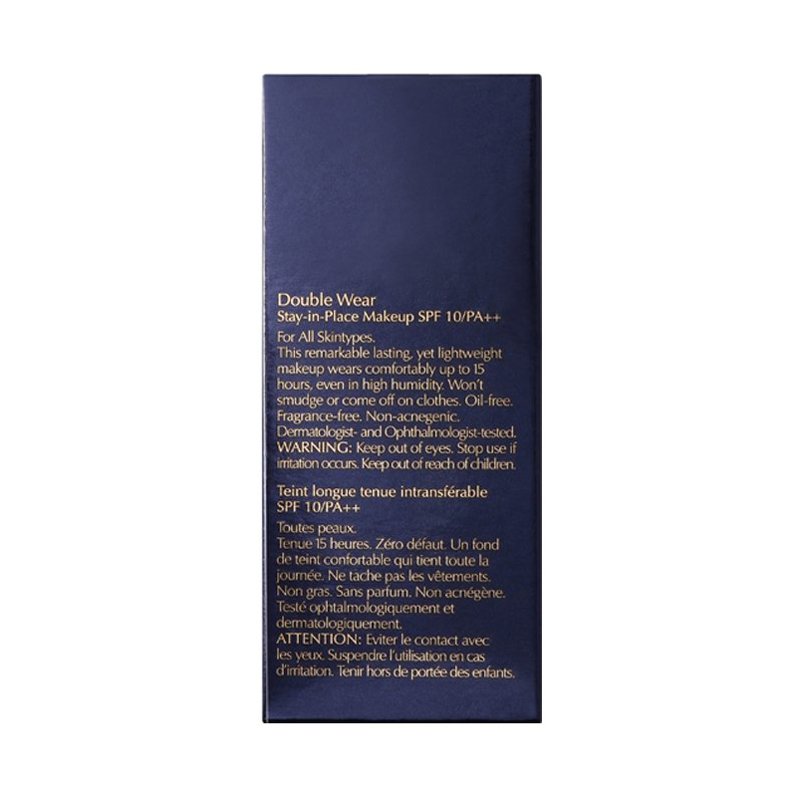 Double Wear
Stay-in-Place Makeup SPF 10/PA++
For All Skintypes.
This remarkable lasting, yet lightweight
makeup wears comfortably up to 15
hours, even in high humidity. Won't
smudge or come off on clothes. Oil-free.
Fragrance-free. Non-acnegenic.
Dermatologist- and Ophthalmologist-tested.
WARNING: Keep out of eyes. Stop use if
irritation occurs. Keep out of reach of children.
Teint longue tenue intransférable
SPF 10/PA++
Toutes peaux.
Tenue 15 heures. Zéro défaut. Un fond
de teint confortable qui tient toute la
journée. Ne tache pas les vêtements.
Non gras. Sans parfum. Non acnégène.
Testé ophtalmologiquement et
dermatologiquement.
ATTENTION: Eviter le contact avec
les yeux. Suspendre l'utilisation en cas
d'irritation. Tenir hors de portée des enfants.